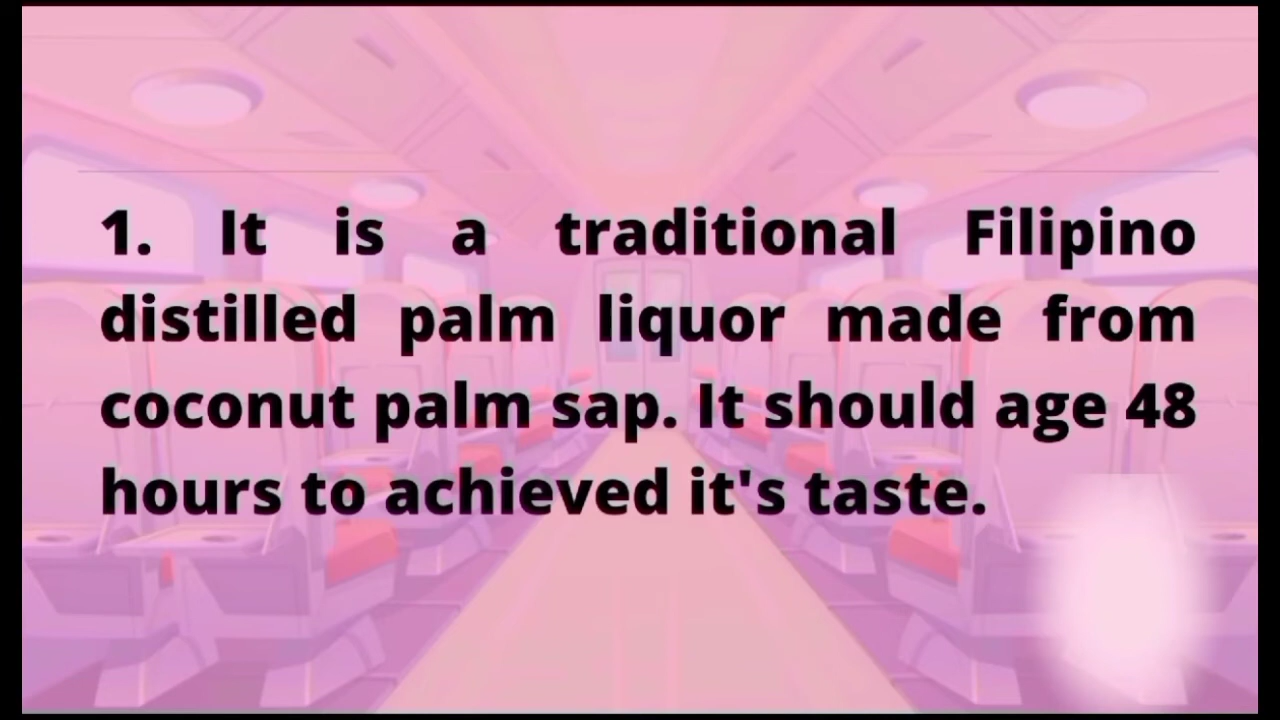 1. It is a traditional Filipino
distilled palm liquor made from
coconut palm sap. It should age 48
hours to achieved it's taste.